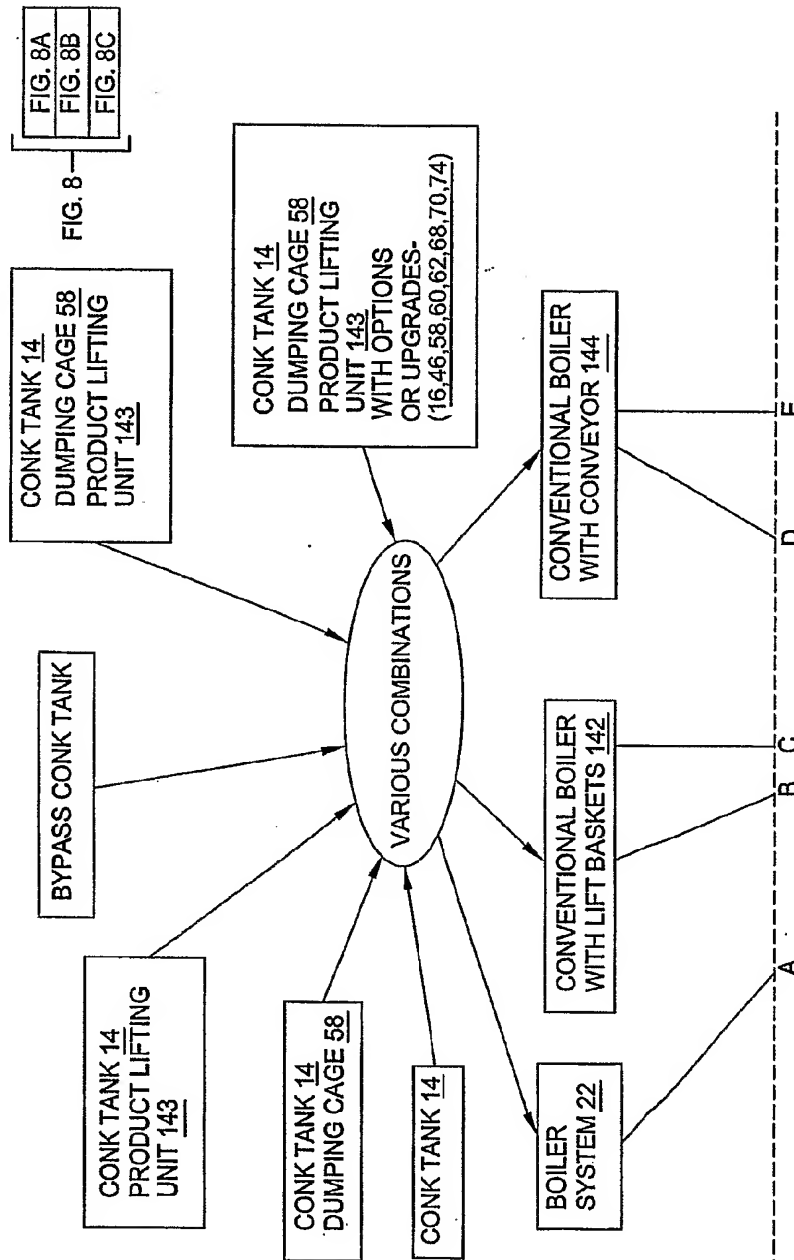 FIG. 8
FIG. 8A
FIG. 8B
FIG. 8C
CONK TANK 14
PRODUCT LIFTING
UNIT 143
BYPASS CONK TANK
CONK TANK 14
DUMPING CAGE 58
PRODUCT LIFTING
UNIT 143
CONK TANK 14
DUMPING CAGE 58
CONK TANK 14
VARIOUS COMBINATIONS
CONK TANK 14
DUMPING CAGE 58
PRODUCT LIFTING
UNIT 143
WITH OPTIONS
OR UPGRADES-
(16,46,58,60,62,68,70,74)
BOILER
SYSTEM 22
CONVENTIONAL BOILER
WITH LIFT BASKETS 142
CONVENTIONAL BOILER
WITH CONVEYOR 144
A
B
C
D
E